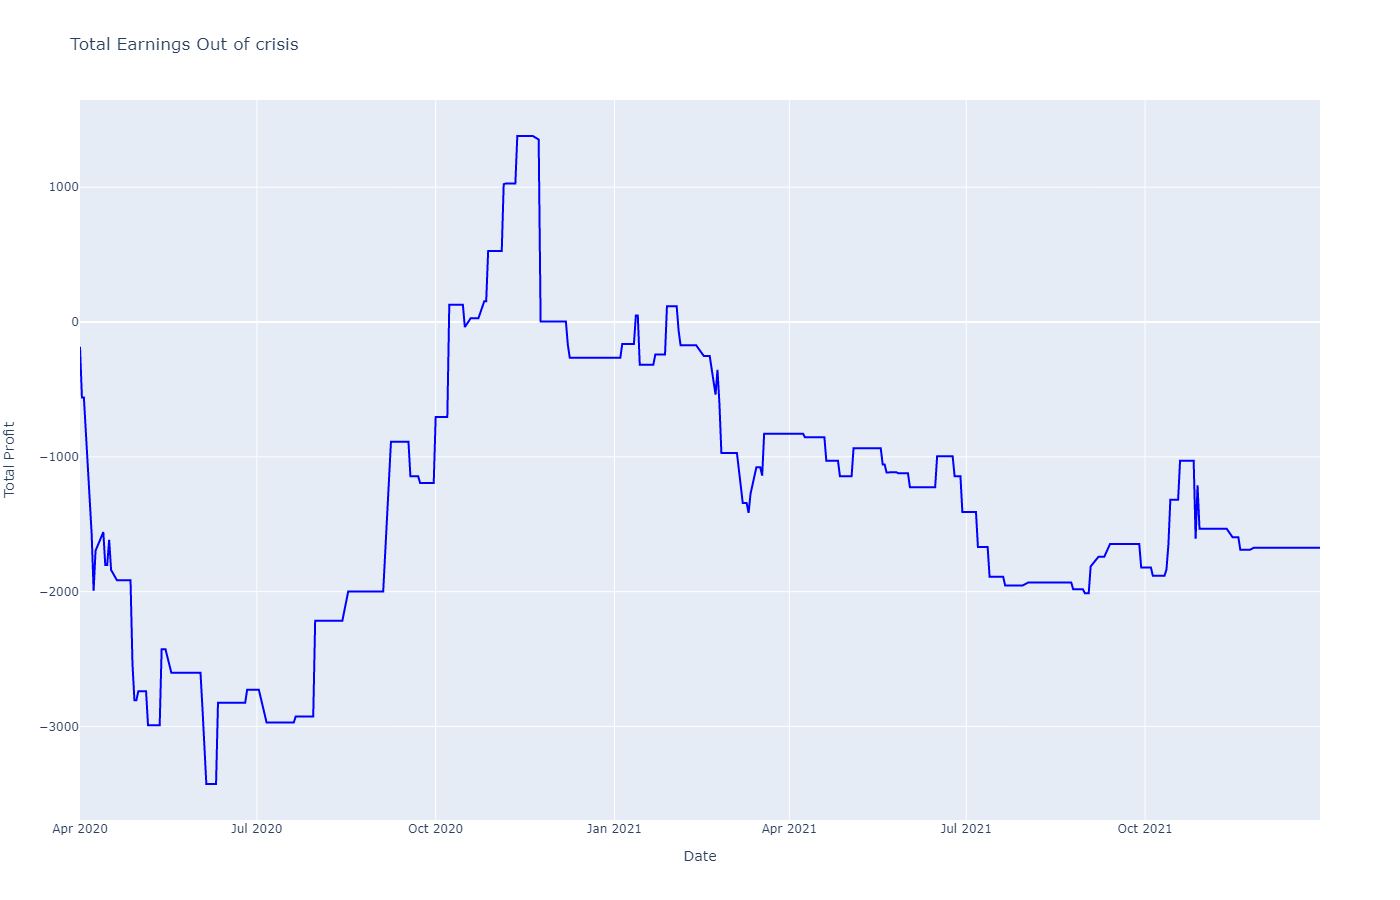 Total Earnings Out of crisis
Total Profit
1000
0
−1000
−2000
−3000
Apr 2020
Jul 2020
Oct 2020
Jan 2021
Apr 2021
Jul 2021
Oct 2021
Date